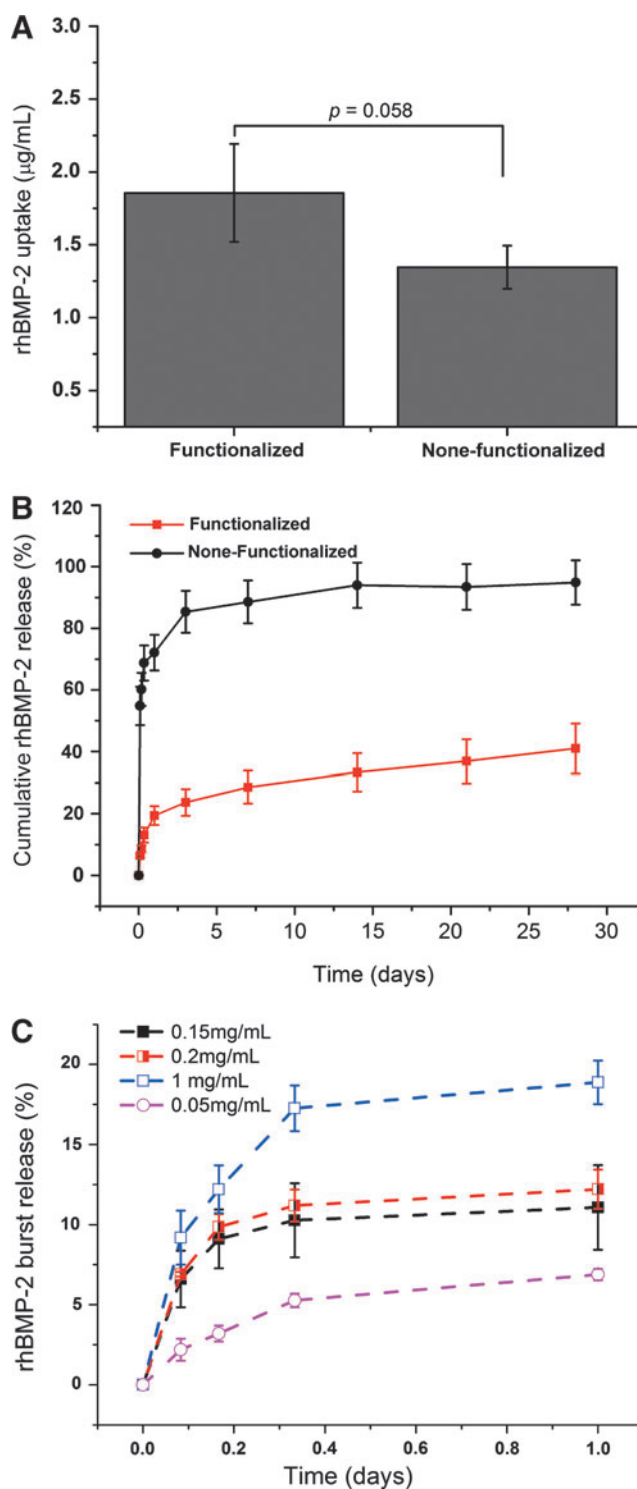 A
rhBMP-2 uptake (µg/mL)
3.0
2.5
2.0
1.5
1.0
0.5
p = 0.058
Functionalized
None-functionalized
B
Cumulative rhBMP-2 release (%)
120
100
80
60
40
20
0
Functionalized
None-Functionalized
0 5 10 15 20 25 30
Time (days)
C
rhBMP-2 burst release (%)
20
15
10
5
0
0.15mg/mL
0.2mg/mL
1 mg/mL
0.05mg/mL
0.0 0.2 0.4 0.6 0.8 1.0
Time (days)